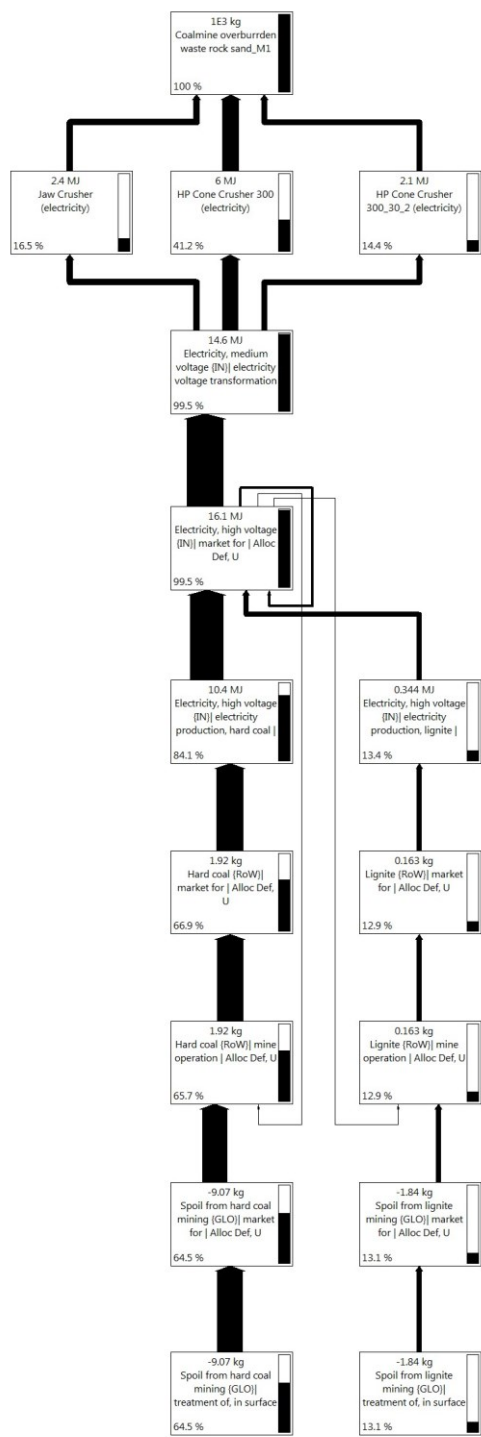 1E3 kg
Coalmine overburrden
waste rock sand_M1
100 %
2.4 MJ
Jaw Crusher
(electricity)
16.5 %
6 MJ
HP Cone Crusher 300
(electricity)
41.2 %
2.1 MJ
HP Cone Crusher
300_30_2 (electricity)
14.4 %
14.6 MJ
Electricity, medium
voltage {IN}| electricity
voltage transformation
99.5 %
16.1 MJ
Electricity, high voltage
{IN}| market for | Alloc
Def, U
99.5 %
10.4 MJ
Electricity, high voltage
{IN}| electricity
production, hard coal |
84.1 %
0.344 MJ
Electricity, high voltage
{IN}| electricity
production, lignite |
13.4 %
1.92 kg
Hard coal {RoW}|
market for | Alloc Def,
U
66.9 %
0.163 kg
Lignite {RoW}| market
for | Alloc Def, U
12.9 %
1.92 kg
Hard coal {RoW}| mine
operation | Alloc Def, U
65.7 %
0.163 kg
Lignite {RoW}| mine
operation | Alloc Def, U
12.9 %
-9.07 kg
Spoil from hard coal
mining {GLO}| market
for | Alloc Def, U
64.5 %
-1.84 kg
Spoil from lignite
mining {GLO}| market
for | Alloc Def, U
13.1 %
-9.07 kg
Spoil from hard coal
mining {GLO}|
treatment of, in surface
64.5 %
-1.84 kg
Spoil from lignite
mining {GLO}|
treatment of, in surface
13.1 %